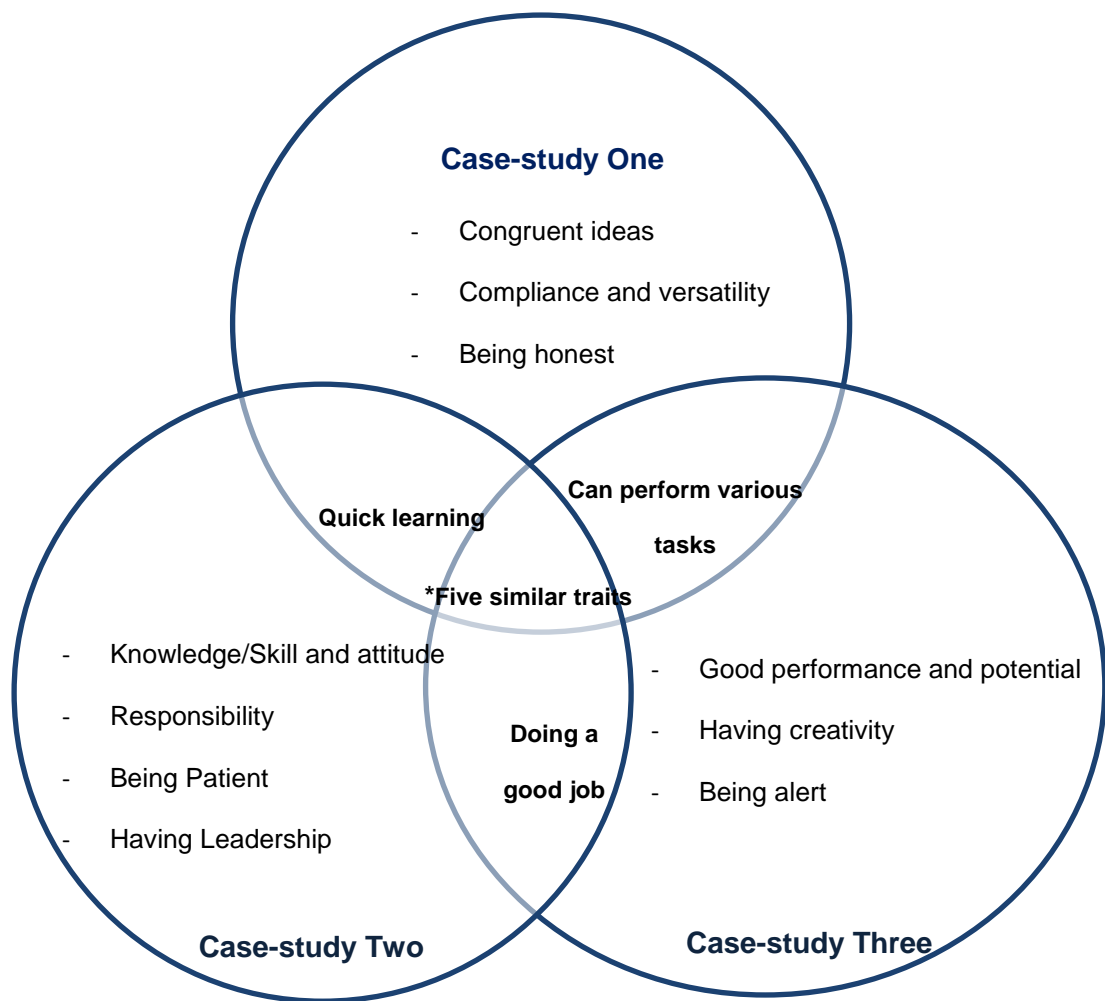 Case-study One
- Congruent ideas
- Compliance and versatility
- Being honest
Can perform various
tasks
Quick learning
*Five similar traits
- Knowledge/Skill and attitude
- Responsibility
- Being Patient
- Having Leadership
Doing a
good job
- Good performance and potential
- Having creativity
- Being alert
Case-study Two
Case-study Three